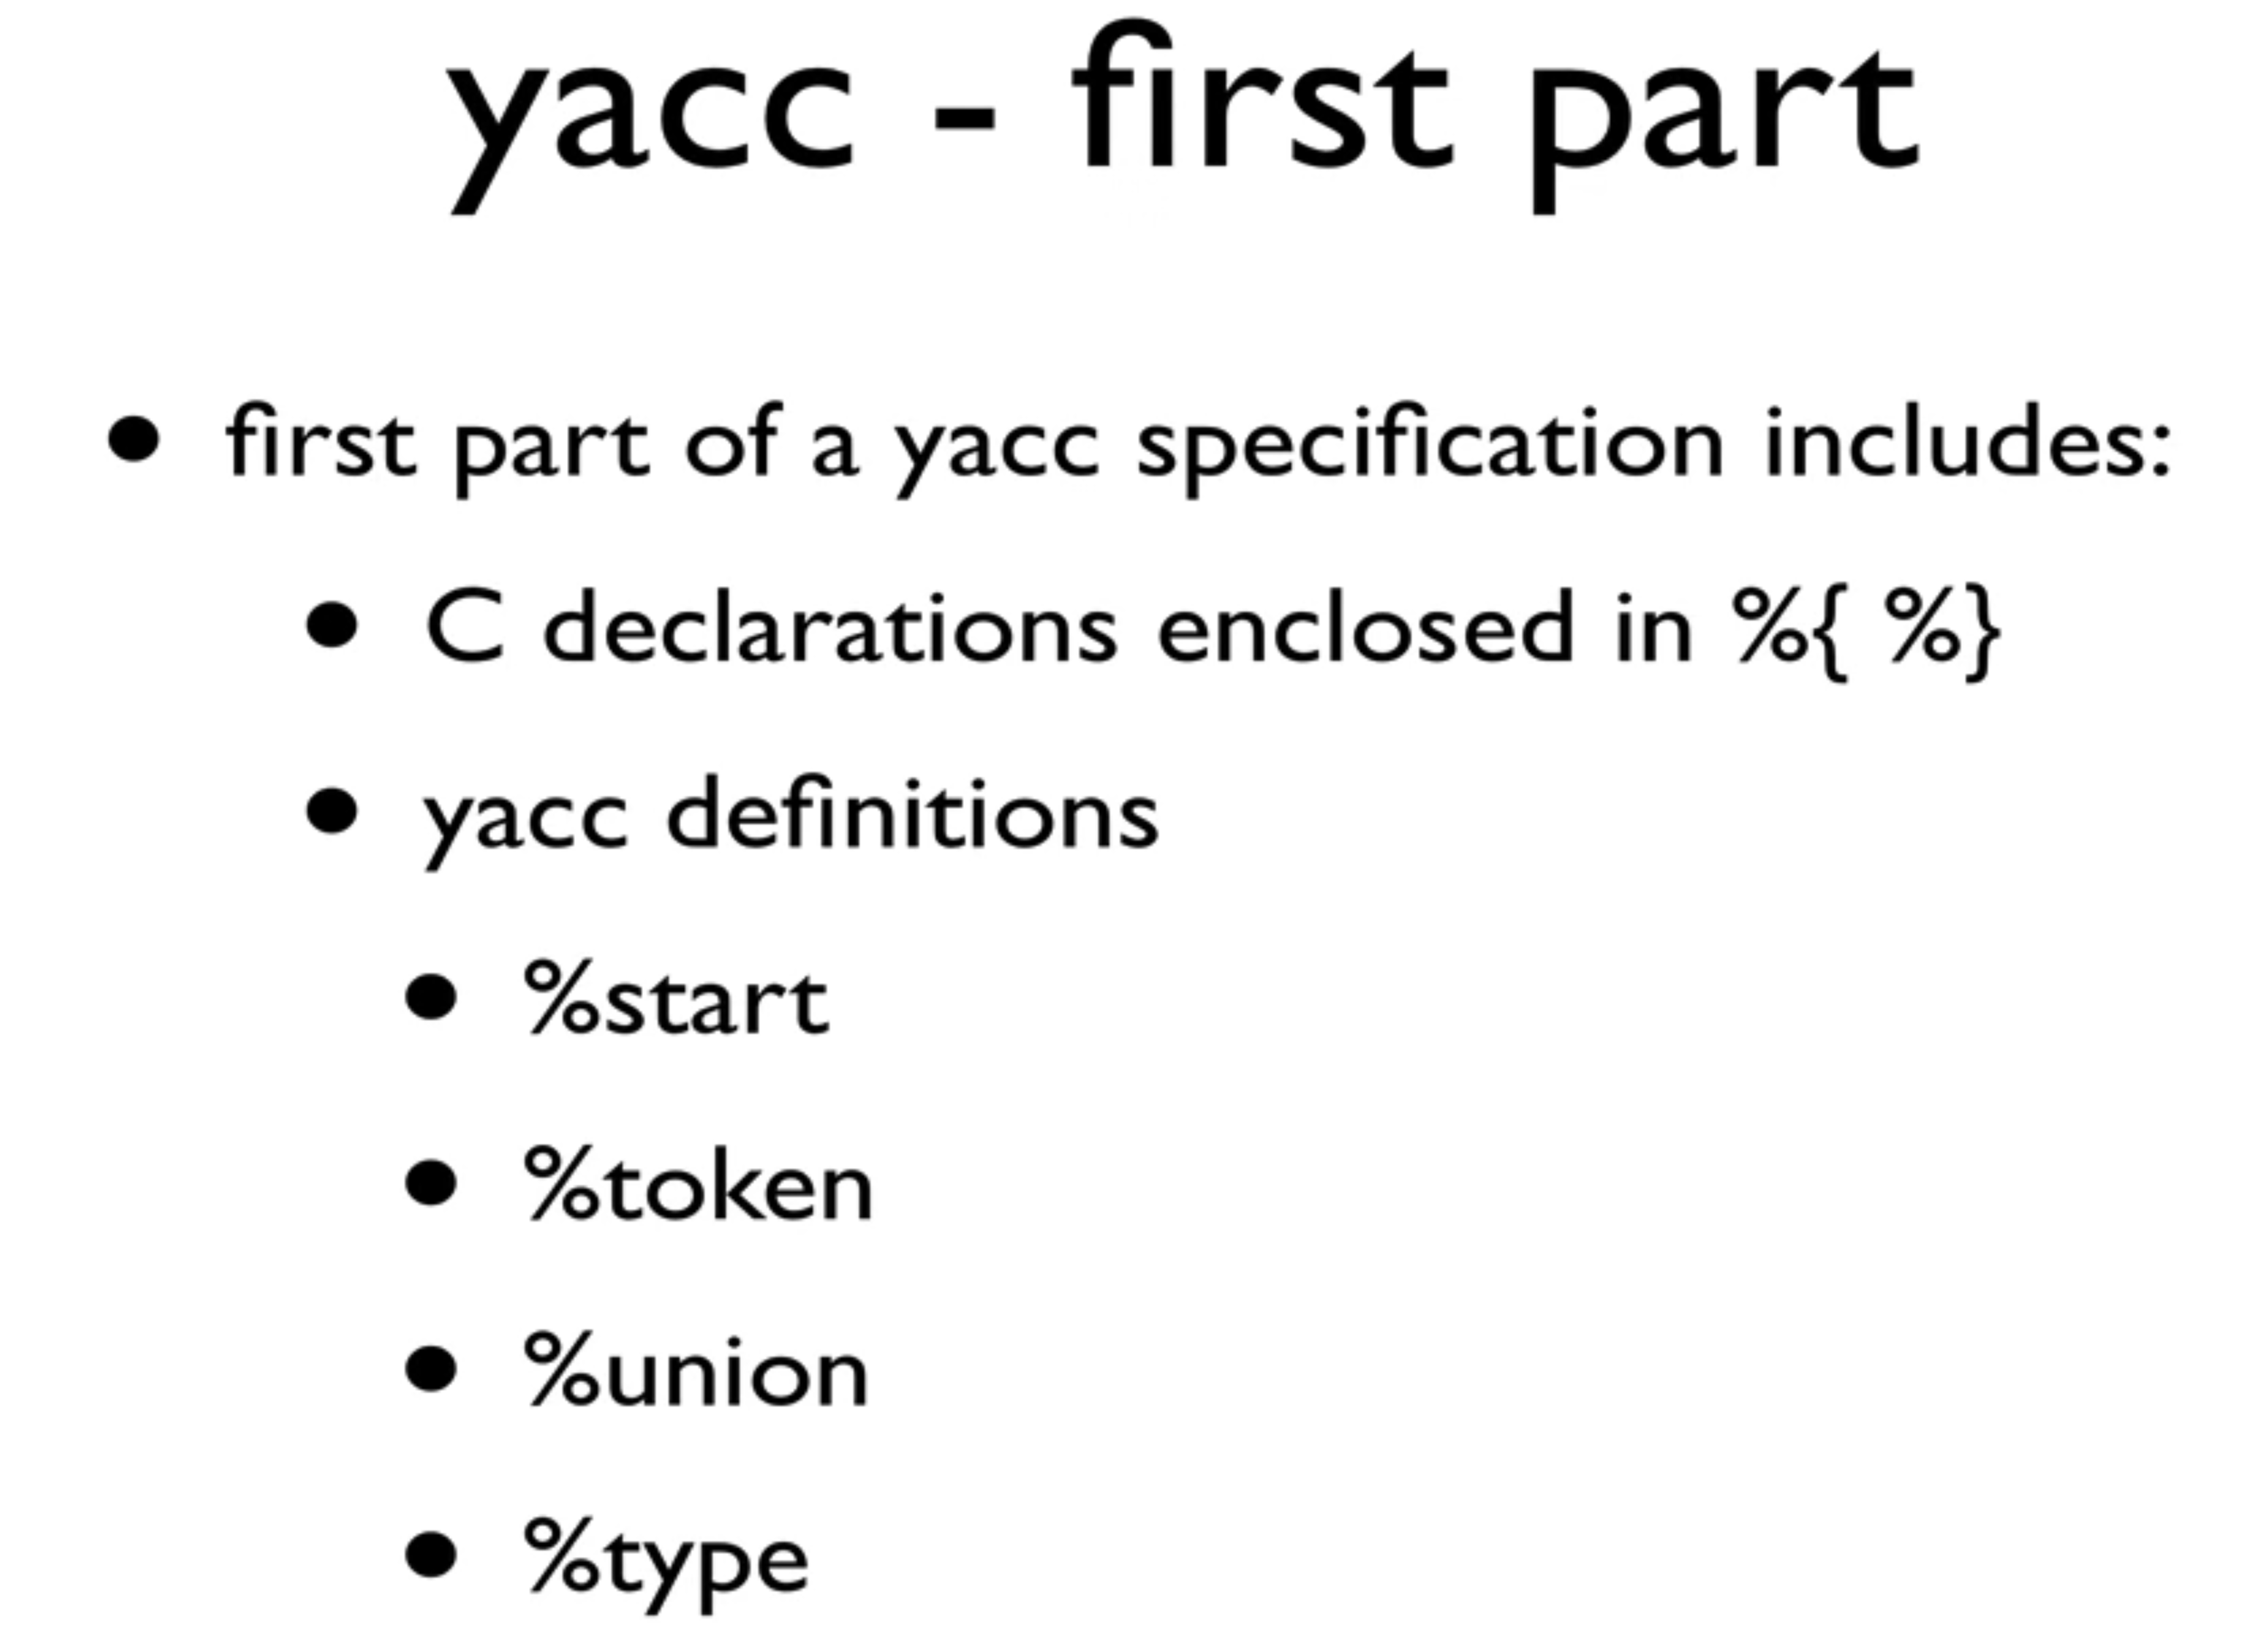 yacc - first part
• first part of a yacc specification includes:
• C declarations enclosed in %{ %}
• yacc definitions
• %start
• %token
• %union
• %type